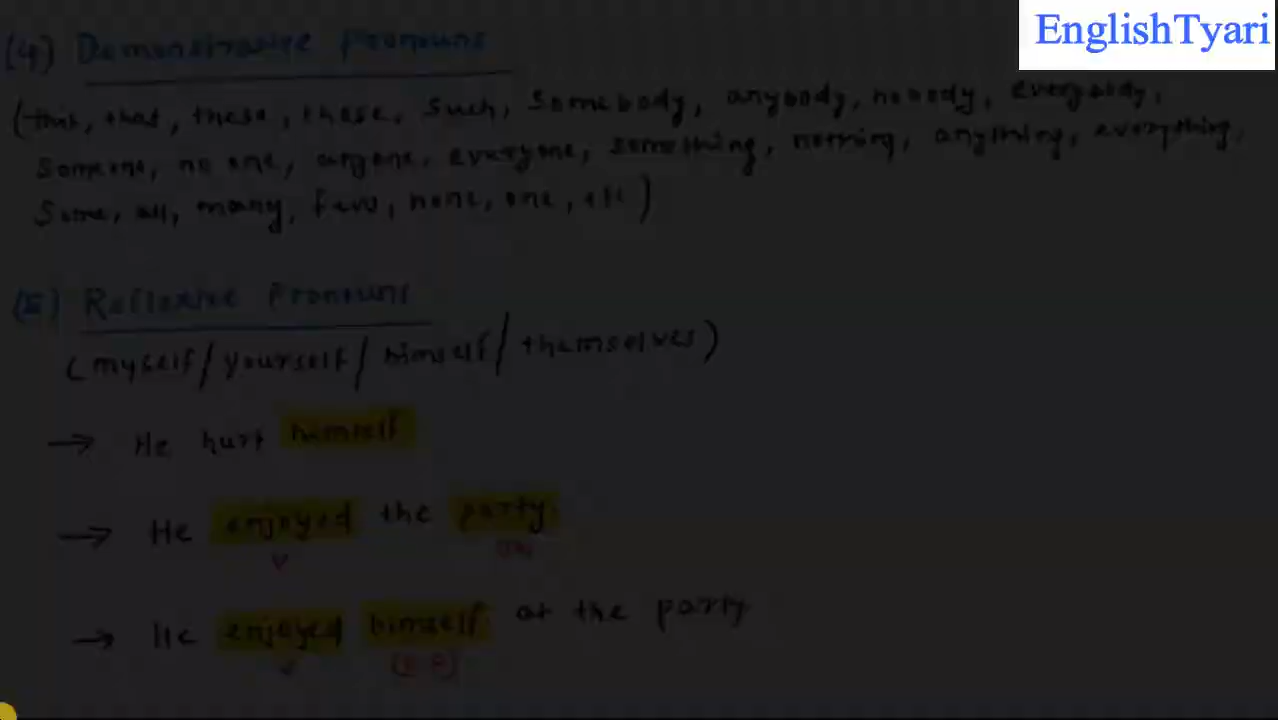 EnglishTyari
(4) Demonstrative Pronouns
(this, that, these, those, such, somebody, anybody, nobody, everybody,
someone, no one, anyone, everyone, something, nothing, anything, everything,
some, all, many, few, none, one, etc)
(5) Reflexive Pronouns
(myself/yourself/himself/themselves)
→ He hurt himself
→ He enjoyed the party.
V
→ He enjoyed himself at the party
V (R.P)